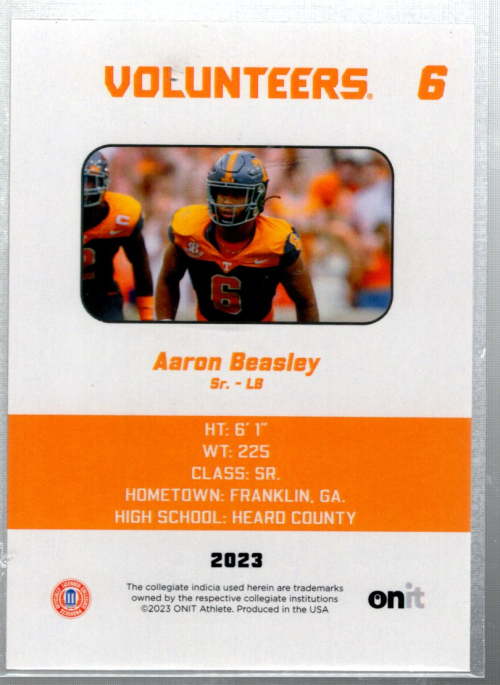 VOLUNTEERS® 6
C
T
6
Aaron Beasley
Sr. - LB
HT: 6' 1"
WT: 225
CLASS: SR.
HOMETOWN: FRANKLIN, GA.
HIGH SCHOOL: HEARD COUNTY
2023
The collegiate indicia used herein are trademarks
owned by the respective collegiate institutions
©2023 ONIT Athlete. Produced in the USA
onit